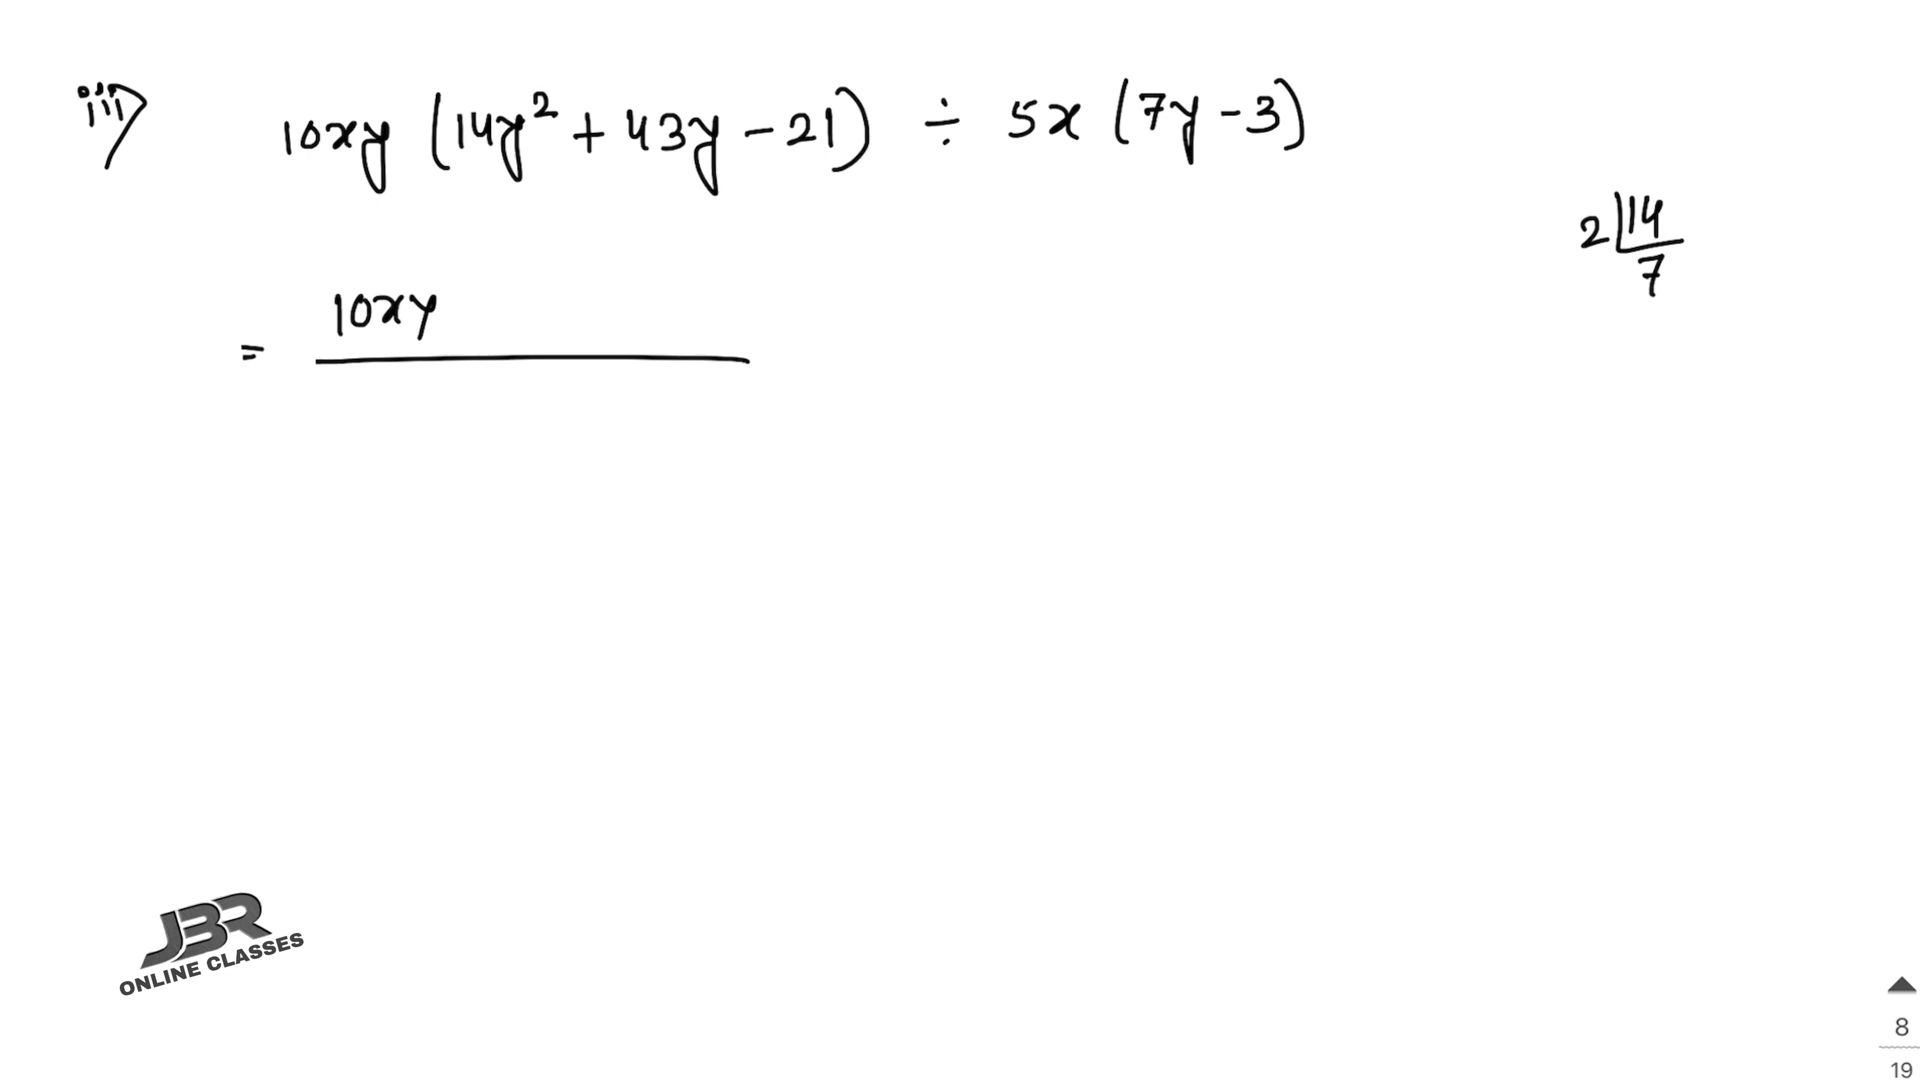 iii) 10xy (14y² + 43y - 21) ÷ 5x (7y - 3)
2 | 14
7
= 10xy
JBR
ONLINE CLASSES
8
19